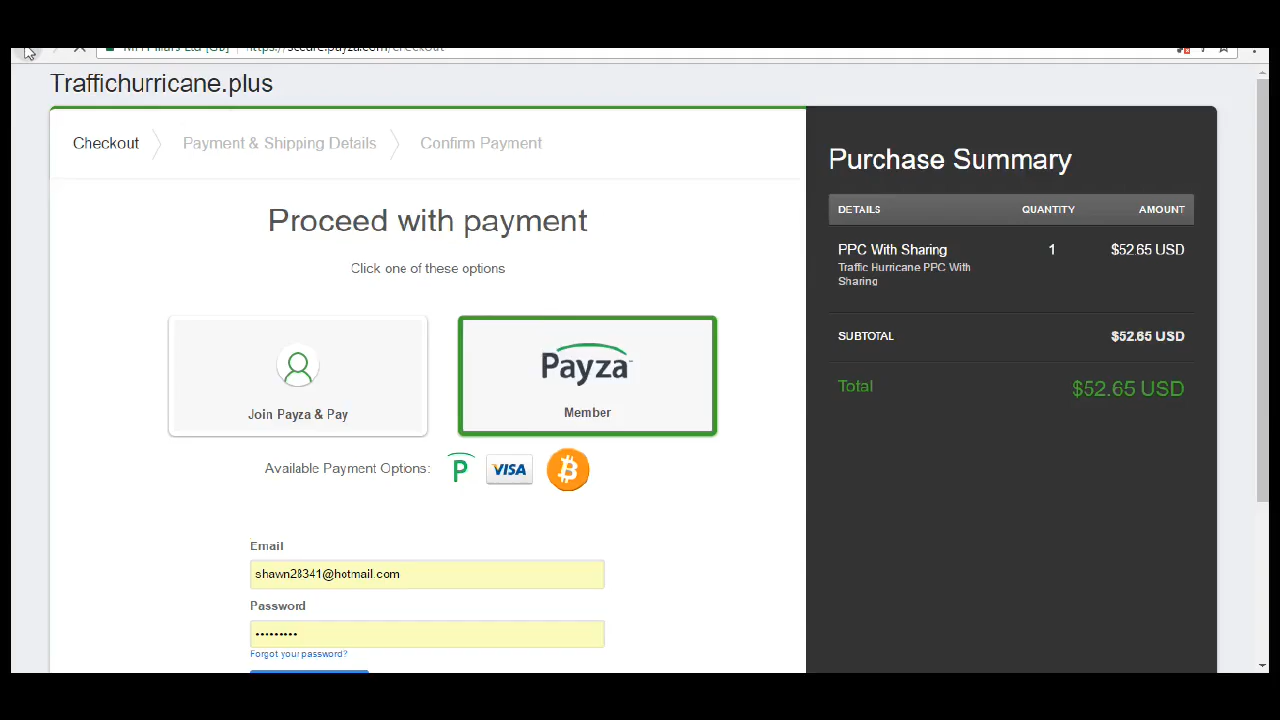 Traffichurricane.plus
Checkout
Payment & Shipping Details
Confirm Payment
Proceed with payment
Click one of these options
Join Payza & Pay
Payza
Member
Available Payment Options:
P
VISA
Email
shawn28341@hotmail.com
Password
Forgot your password?
Purchase Summary
DETAILS QUANTITY AMOUNT
PPC With Sharing 1 $52.65 USD
Traffic Hurricane PPC With
Sharing
SUBTOTAL $52.65 USD
Total $52.65 USD